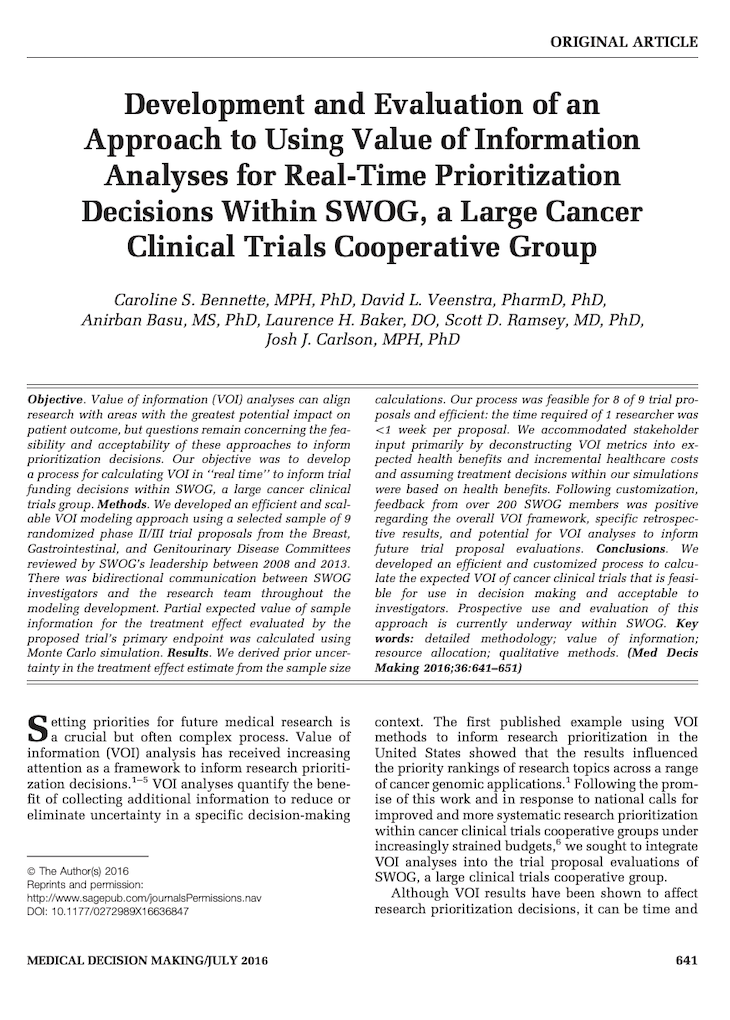 ORIGINAL ARTICLE
Development and Evaluation of an
Approach to Using Value of Information
Analyses for Real-Time Prioritization
Decisions Within SWOG, a Large Cancer
Clinical Trials Cooperative Group
Caroline S. Bennette, MPH, PhD, David L. Veenstra, PharmD, PhD,
Anirban Basu, MS, PhD, Laurence H. Baker, DO, Scott D. Ramsey, MD, PhD,
Josh J. Carlson, MPH, PhD
Objective. Value of information (VOI) analyses can align
research with areas with the greatest potential impact on
patient outcome, but questions remain concerning the fea-
sibility and acceptability of these approaches to inform
prioritization decisions. Our objective was to develop
a process for calculating VOI in ‘‘real time’’ to inform trial
funding decisions within SWOG, a large cancer clinical
trials group. Methods. We developed an efficient and scal-
able VOI modeling approach using a selected sample of 9
randomized phase II/III trial proposals from the Breast,
Gastrointestinal, and Genitourinary Disease Committees
reviewed by SWOG’s leadership between 2008 and 2013.
There was bidirectional communication between SWOG
investigators and the research team throughout the
modeling development. Partial expected value of sample
information for the treatment effect evaluated by the
proposed trial’s primary endpoint was calculated using
Monte Carlo simulation. Results. We derived prior uncer-
tainty in the treatment effect estimate from the sample size
calculations. Our process was feasible for 8 of 9 trial pro-
posals and efficient: the time required of 1 researcher was
<1 week per proposal. We accommodated stakeholder
input primarily by deconstructing VOI metrics into ex-
pected health benefits and incremental healthcare costs
and assuming treatment decisions within our simulations
were based on health benefits. Following customization,
feedback from over 200 SWOG members was positive
regarding the overall VOI framework, specific retrospec-
tive results, and potential for VOI analyses to inform
future trial proposal evaluations. Conclusions. We
developed an efficient and customized process to calcu-
late the expected VOI of cancer clinical trials that is feasi-
ble for use in decision making and acceptable to
investigators. Prospective use and evaluation of this
approach is currently underway within SWOG. Key
words: detailed methodology; value of information;
resource allocation; qualitative methods. (Med Decis
Making 2016;36:641–651)
Setting priorities for future medical research is
a crucial but often complex process. Value of
information (VOI) analysis has received increasing
attention as a framework to inform research prioriti-
zation decisions.1–5 VOI analyses quantify the bene-
fit of collecting additional information to reduce or
eliminate uncertainty in a specific decision-making
© The Author(s) 2016
Reprints and permission:
http://www.sagepub.com/journalsPermissions.nav
DOI: 10.1177/0272989X16636847
context. The first published example using VOI
methods to inform research prioritization in the
United States showed that the results influenced
the priority rankings of research topics across a range
of cancer genomic applications.1 Following the prom-
ise of this work and in response to national calls for
improved and more systematic research prioritization
within cancer clinical trials cooperative groups under
increasingly strained budgets,6 we sought to integrate
VOI analyses into the trial proposal evaluations of
SWOG, a large clinical trials cooperative group.
Although VOI results have been shown to affect
research prioritization decisions, it can be time and
MEDICAL DECISION MAKING/JULY 2016
641